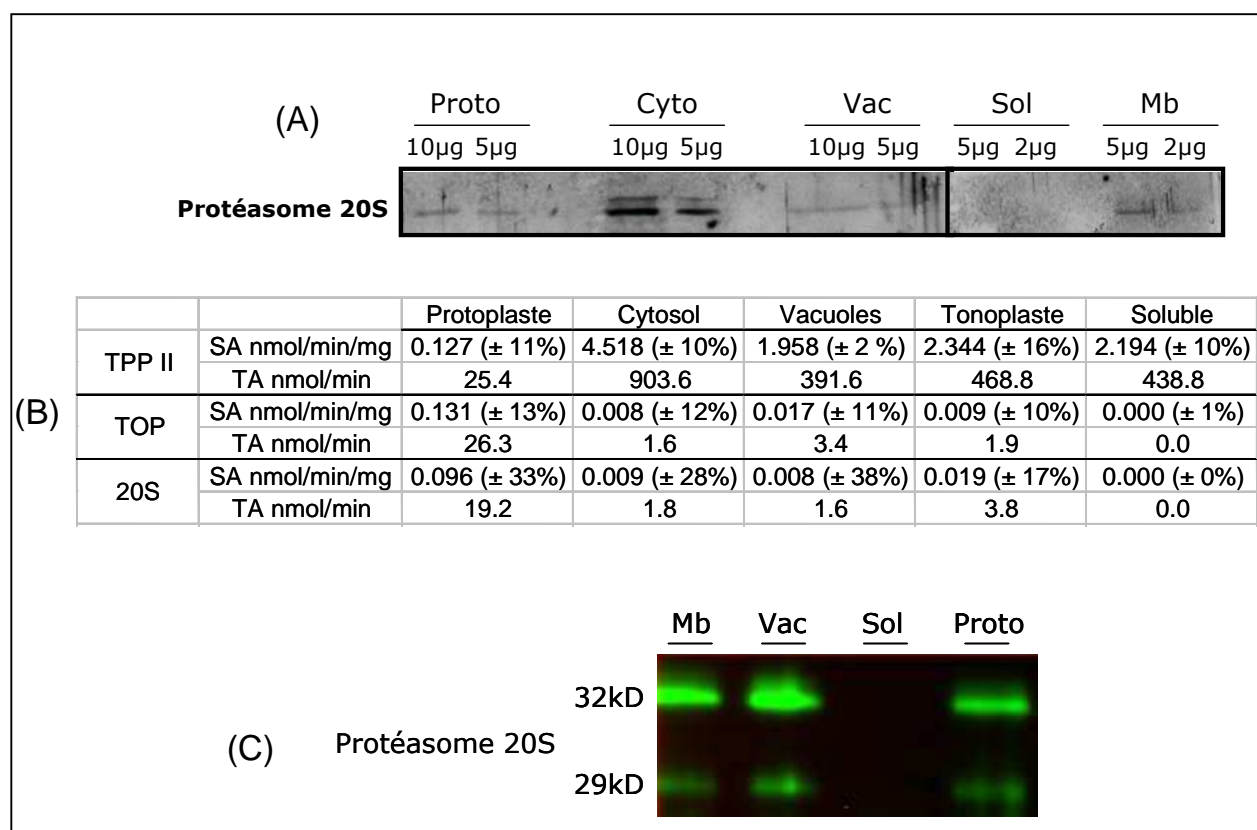 (A)
Proto Cyto Vac Sol Mb
10µg 5µg 10µg 5µg 10µg 5µg 5µg 2µg 5µg 2µg
Protéasome 20S
(B)
Protoplaste Cytosol Vacuoles Tonoplaste Soluble
TPP II SA nmol/min/mg 0.127 (± 11%) 4.518 (± 10%) 1.958 (± 2 %) 2.344 (± 16%) 2.194 (± 10%)
TA nmol/min 25.4 903.6 391.6 468.8 438.8
TOP SA nmol/min/mg 0.131 (± 13%) 0.008 (± 12%) 0.017 (± 11%) 0.009 (± 10%) 0.000 (± 1%)
TA nmol/min 26.3 1.6 3.4 1.9 0.0
20S SA nmol/min/mg 0.096 (± 33%) 0.009 (± 28%) 0.008 (± 38%) 0.019 (± 17%) 0.000 (± 0%)
TA nmol/min 19.2 1.8 1.6 3.8 0.0
Mb Vac Sol Proto
32kD
(C) Protéasome 20S
29kD